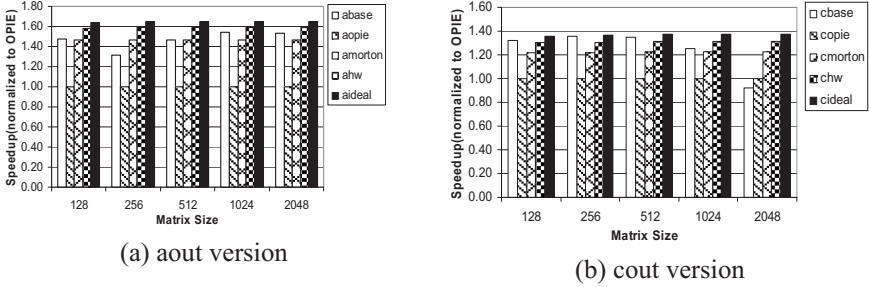 Speedup(normalized to OPIE)
1.80
1.60
1.40
1.20
1.00
0.80
0.60
0.40
0.20
0.00
128 256 512 1024 2048
Matrix Size
abase
aopie
amorton
ahw
aideal
(a) aout version
Speedup(normalized to OPIE)
1.60
1.40
1.20
1.00
0.80
0.60
0.40
0.20
0.00
128 256 512 1024 2048
Matrix Size
cbase
copie
cmorton
chw
cideal
(b) cout version